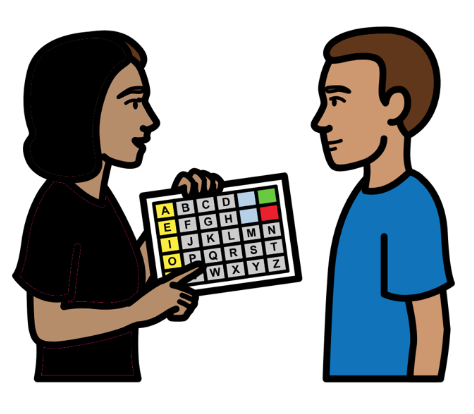 A B C D
E F G H
I J K L M N
O P Q R S T
W X Y Z